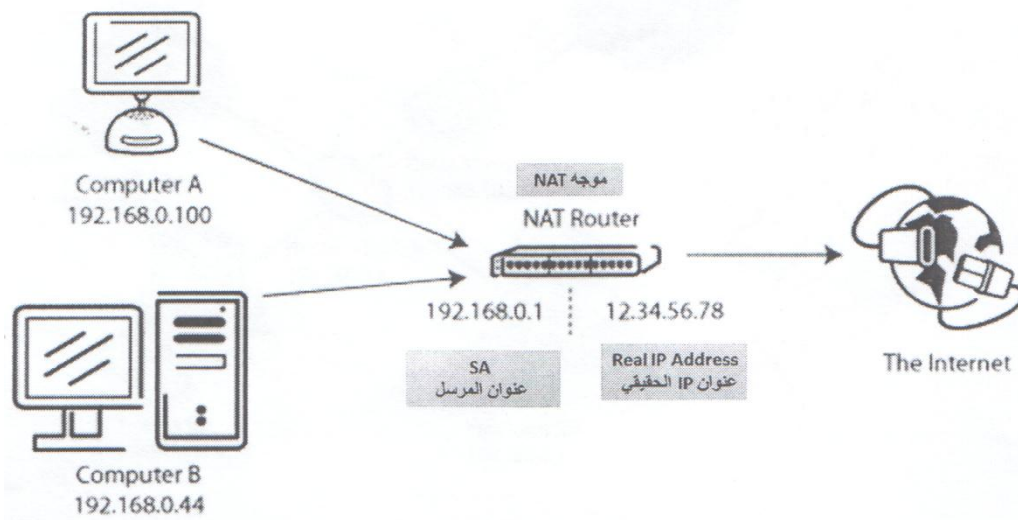 Computer A
192.168.0.100
موجه NAT
NAT Router
192.168.0.1
12.34.56.78
SA
عنوان المرسل
Real IP Address
عنوان IP الحقيقي
The Internet
Computer B
192.168.0.44